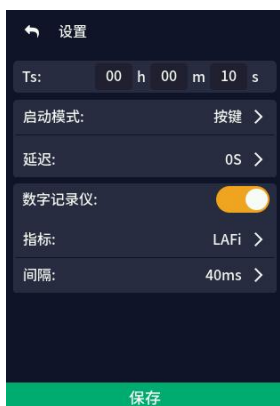 设置
Ts: 00 h 00 m 10 s
启动模式: 按键
延迟: 0S
数字记录仪:
指标: LAFi
间隔: 40ms
保存